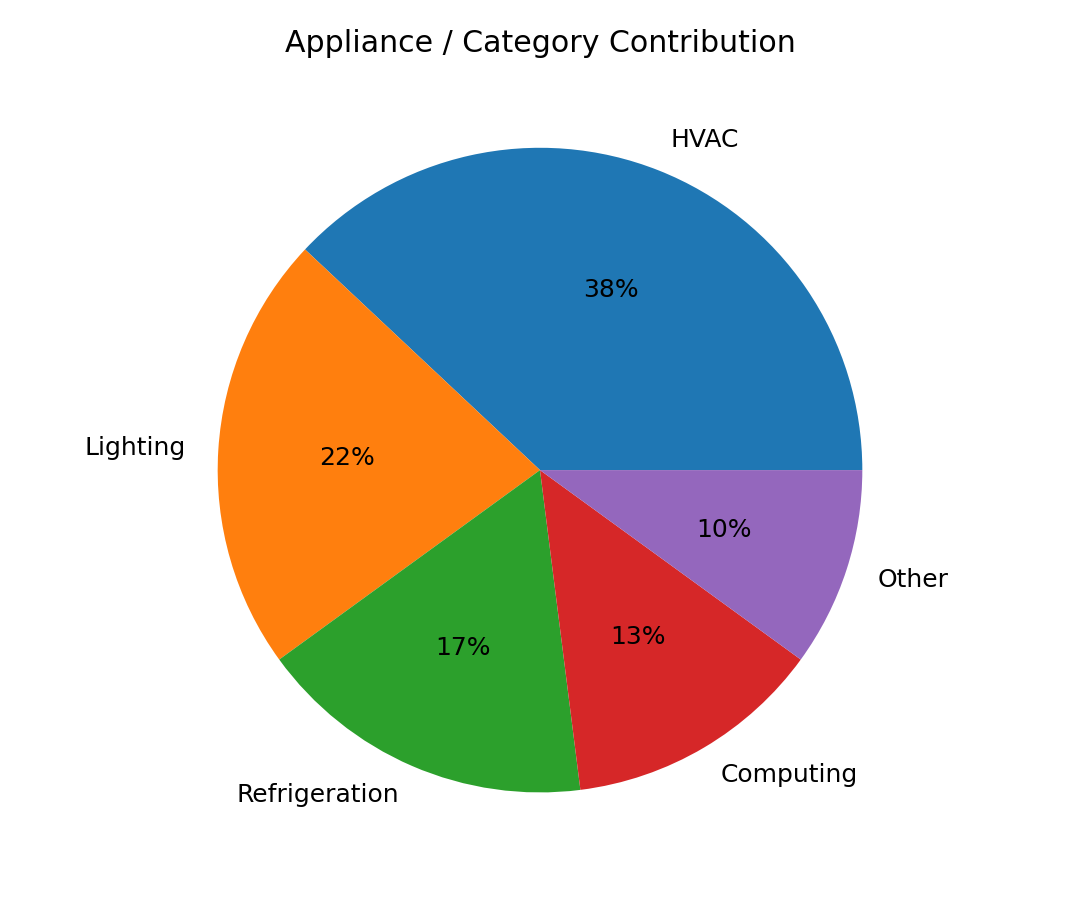 Appliance / Category Contribution
HVAC
38%
Lighting
22%
10%
Other
17%
13%
Computing
Refrigeration